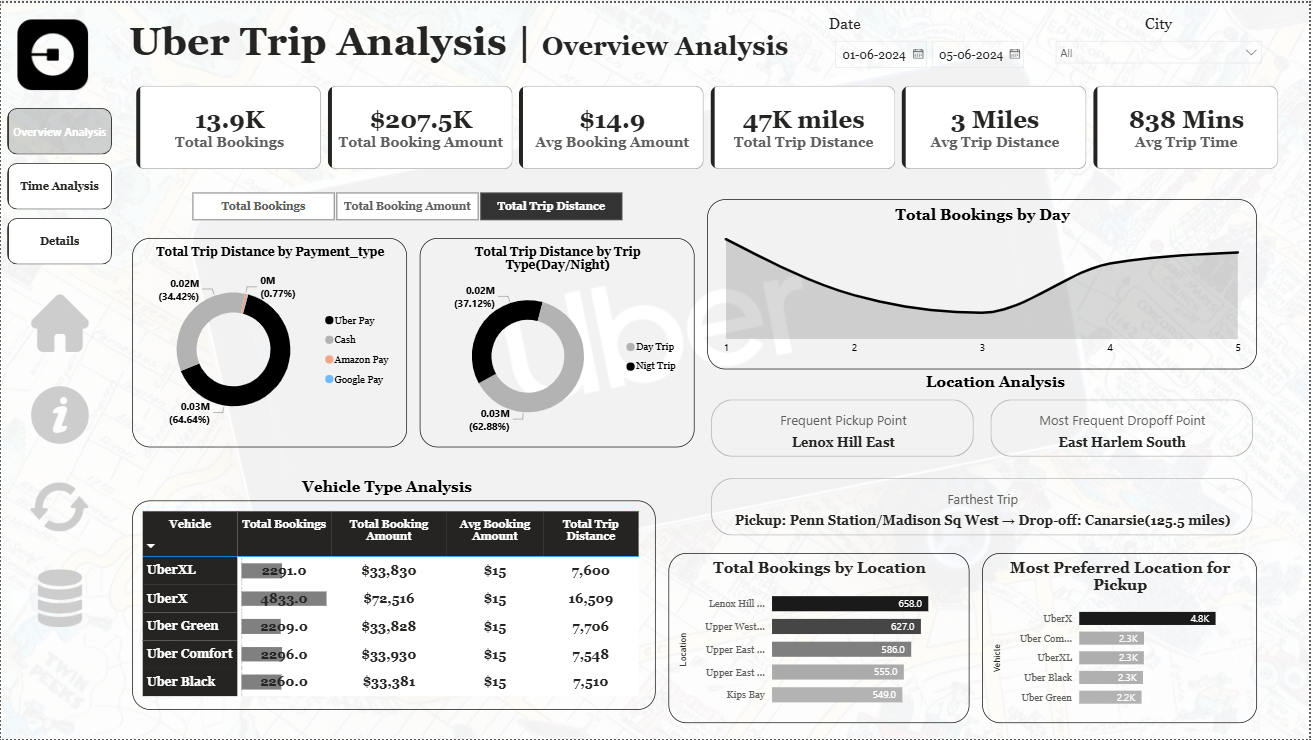 Uber Trip Analysis | Overview Analysis
Date
City
01-06-2024
05-06-2024
All
Overview Analysis
Time Analysis
Details
13.9K
Total Bookings
$207.5K
Total Booking Amount
$14.9
Avg Booking Amount
47K miles
Total Trip Distance
3 Miles
Avg Trip Distance
838 Mins
Avg Trip Time
Total Bookings
Total Booking Amount
Total Trip Distance
Total Trip Distance by Payment_type
0.02M
(34.42%)
0M
(0.77%)
0.03M
(64.64%)
Uber Pay
Cash
Amazon Pay
Google Pay
Total Trip Distance by Trip
Type(Day/Night)
0.02M
(37.12%)
0.03M
(62.88%)
Day Trip
Nigt Trip
Uber
Total Bookings by Day
1
2
3
4
5
Location Analysis
Frequent Pickup Point
Lenox Hill East
Most Frequent Dropoff Point
East Harlem South
Farthest Trip
Pickup: Penn Station/Madison Sq West → Drop-off: Canarsie(125.5 miles)
Vehicle Type Analysis
Vehicle Total Bookings Total Booking Amount Avg Booking Amount Total Trip Distance
UberXL 2291.0 $33,830 $15 7,600
UberX 4833.0 $72,516 $15 16,509
Uber Green 2209.0 $33,828 $15 7,706
Uber Comfort 2296.0 $33,930 $15 7,548
Uber Black 2260.0 $33,381 $15 7,510
Total Bookings by Location
Location
Lenox Hill ... 658.0
Upper West... 627.0
Upper East ... 586.0
Upper East ... 555.0
Kips Bay 549.0
Most Preferred Location for
Pickup
Vehicle
UberX 4.8K
Uber Com... 2.3K
UberXL 2.3K
Uber Black 2.3K
Uber Green 2.2K